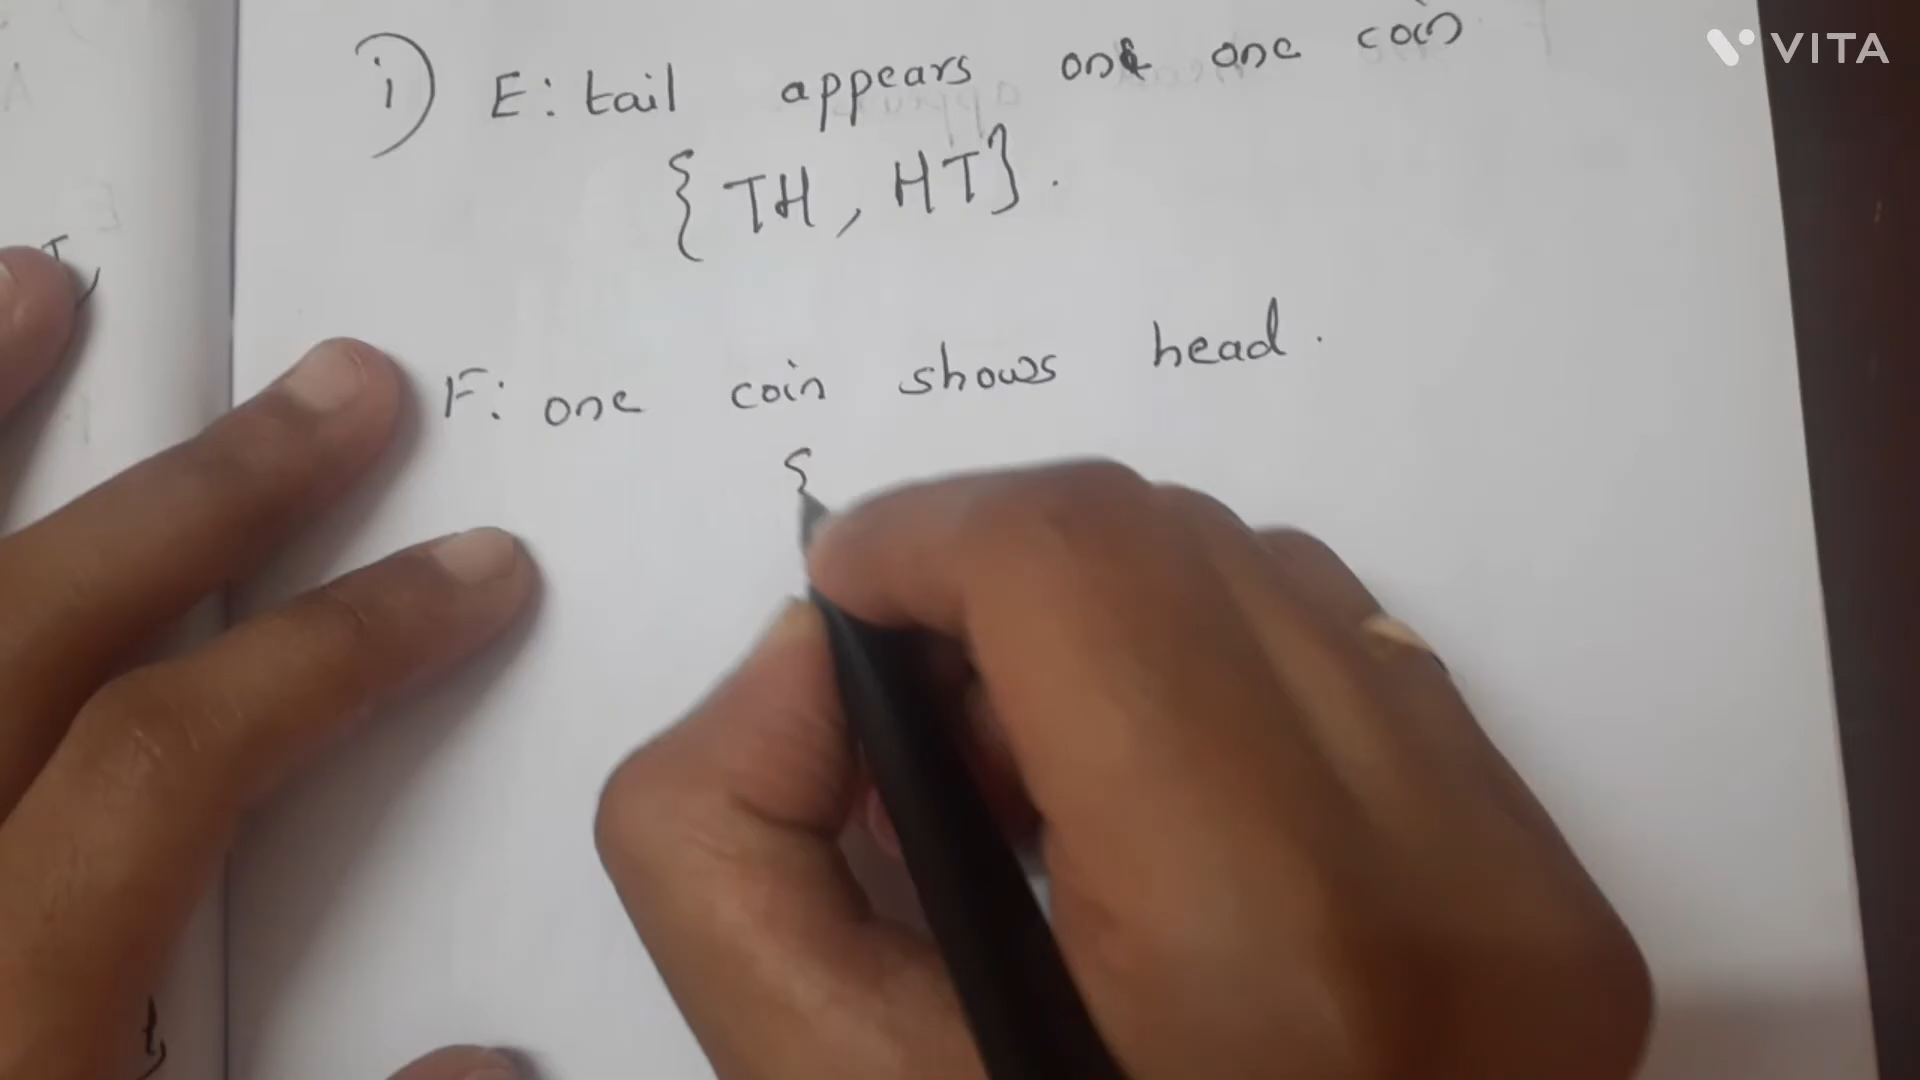 VITA
i) E: tail appears on one coin
{TH, HT}.
F: one coin shows head.
{